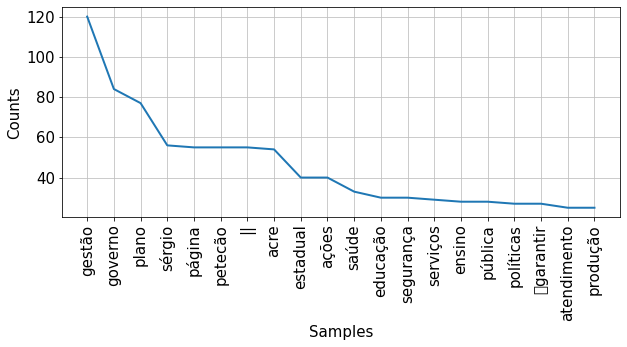 120
100
80
60
40
Counts
gestão
governo
plano
sérgio
página
petecão
||
acre
estadual
ações
saúde
educação
segurança
serviços
ensino
pública
políticas
▯garantir
atendimento
produção
Samples